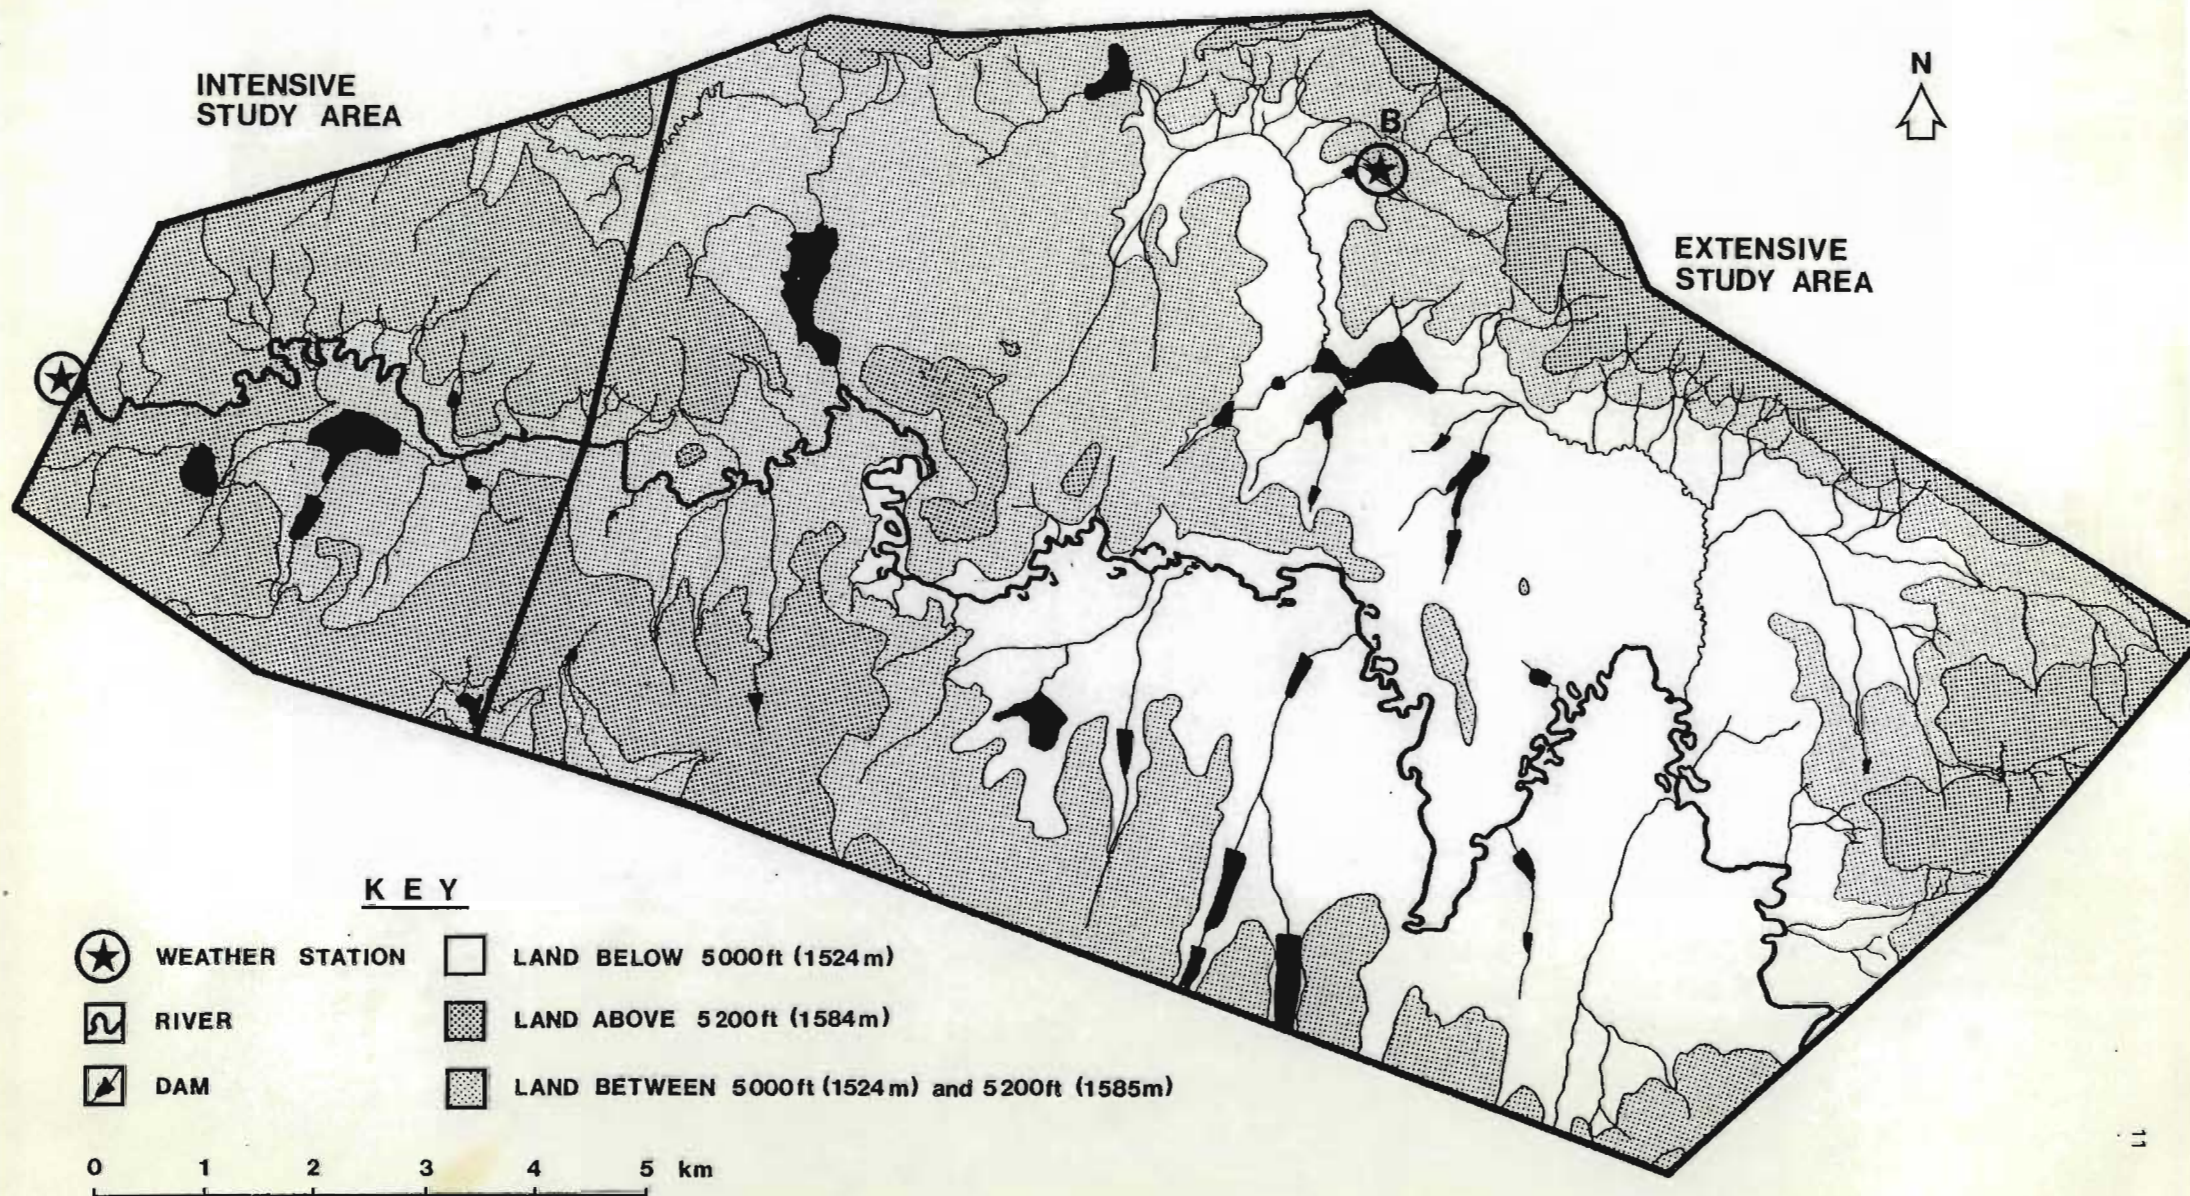 INTENSIVE
STUDY AREA
N
B
EXTENSIVE
STUDY AREA
A
KEY
WEATHER STATION
LAND BELOW 5000ft (1524m)
RIVER
LAND ABOVE 5200ft (1584m)
DAM
LAND BETWEEN 5000ft (1524m) and 5200ft (1585m)
0 1 2 3 4 5 km
11